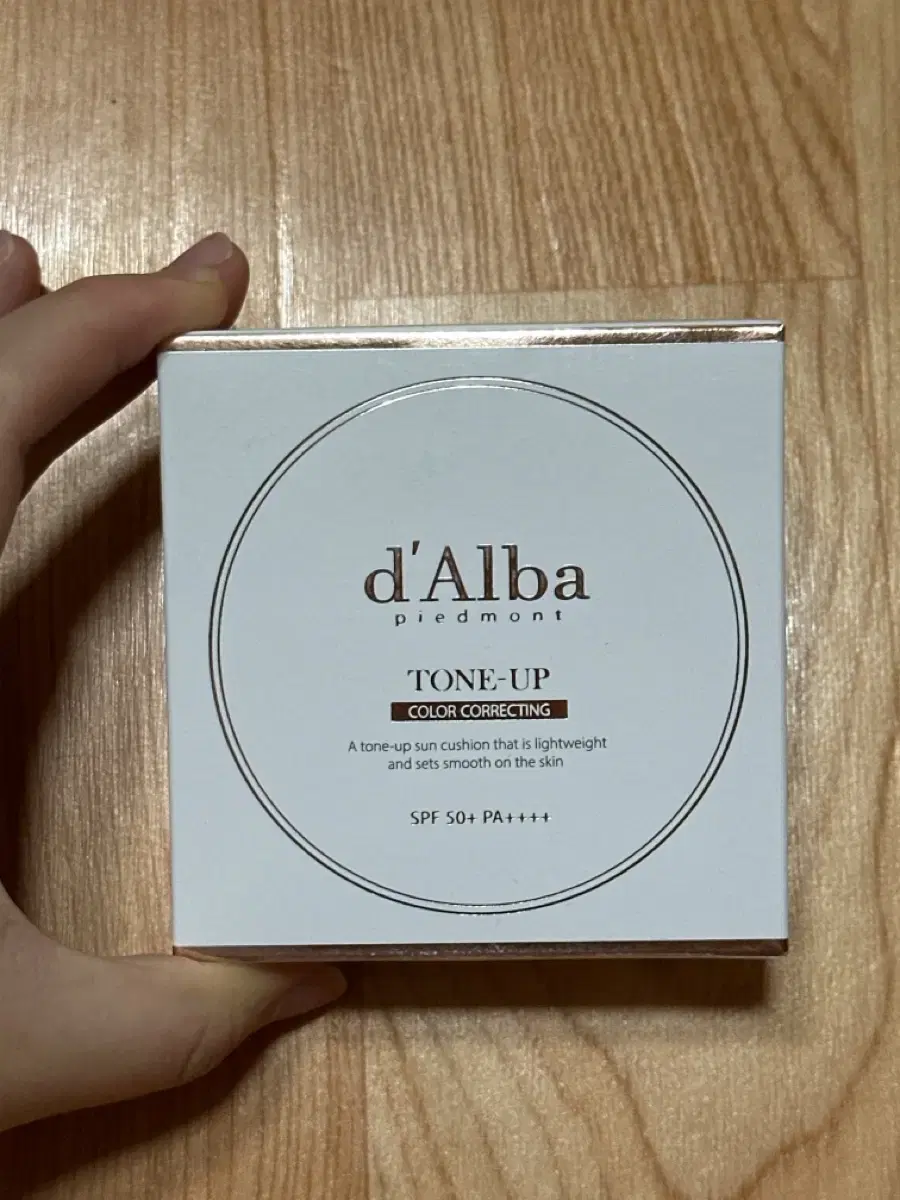 d'Alba
piedmont
TONE-UP
COLOR CORRECTING
A tone-up sun cushion that is lightweight
and sets smooth on the skin
SPF 50+ PA++++